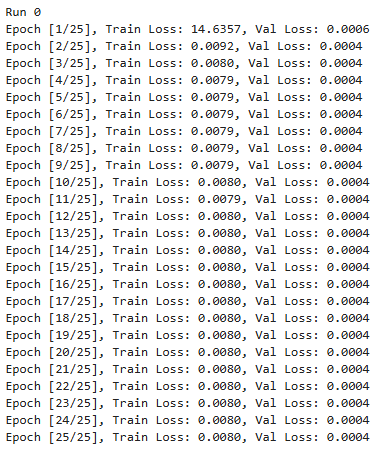 Run 0
Epoch [1/25], Train Loss: 14.6357, Val Loss: 0.0006
Epoch [2/25], Train Loss: 0.0092, Val Loss: 0.0004
Epoch [3/25], Train Loss: 0.0080, Val Loss: 0.0004
Epoch [4/25], Train Loss: 0.0079, Val Loss: 0.0004
Epoch [5/25], Train Loss: 0.0079, Val Loss: 0.0004
Epoch [6/25], Train Loss: 0.0079, Val Loss: 0.0004
Epoch [7/25], Train Loss: 0.0079, Val Loss: 0.0004
Epoch [8/25], Train Loss: 0.0079, Val Loss: 0.0004
Epoch [9/25], Train Loss: 0.0079, Val Loss: 0.0004
Epoch [10/25], Train Loss: 0.0080, Val Loss: 0.0004
Epoch [11/25], Train Loss: 0.0079, Val Loss: 0.0004
Epoch [12/25], Train Loss: 0.0080, Val Loss: 0.0004
Epoch [13/25], Train Loss: 0.0080, Val Loss: 0.0004
Epoch [14/25], Train Loss: 0.0080, Val Loss: 0.0004
Epoch [15/25], Train Loss: 0.0080, Val Loss: 0.0004
Epoch [16/25], Train Loss: 0.0080, Val Loss: 0.0004
Epoch [17/25], Train Loss: 0.0080, Val Loss: 0.0004
Epoch [18/25], Train Loss: 0.0080, Val Loss: 0.0004
Epoch [19/25], Train Loss: 0.0080, Val Loss: 0.0004
Epoch [20/25], Train Loss: 0.0080, Val Loss: 0.0004
Epoch [21/25], Train Loss: 0.0080, Val Loss: 0.0004
Epoch [22/25], Train Loss: 0.0080, Val Loss: 0.0004
Epoch [23/25], Train Loss: 0.0080, Val Loss: 0.0004
Epoch [24/25], Train Loss: 0.0080, Val Loss: 0.0004
Epoch [25/25], Train Loss: 0.0080, Val Loss: 0.0004